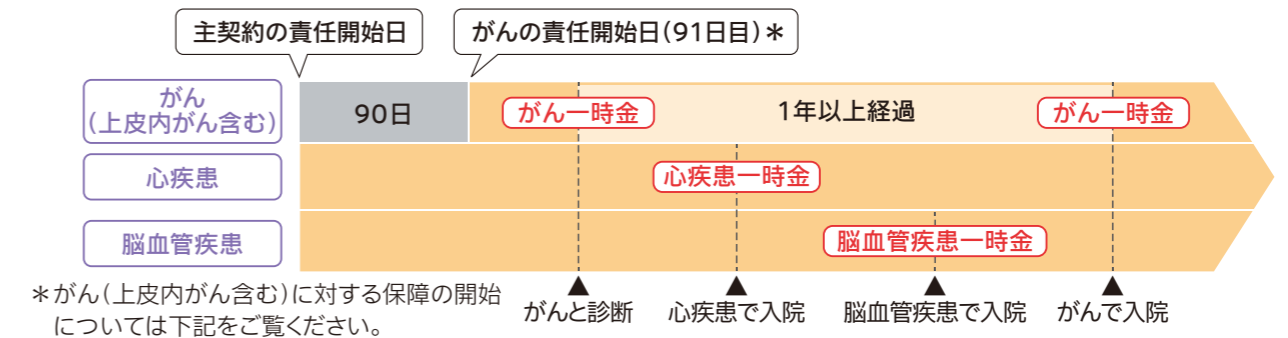 主契約の責任開始日
がんの責任開始日(91日目)＊
がん
(上皮内がん含む)
90日
がん一時金
1年以上経過
がん一時金
心疾患
心疾患一時金
脳血管疾患
脳血管疾患一時金
がんと診断
心疾患で入院
脳血管疾患で入院
がんで入院
＊がん(上皮内がん含む)に対する保障の開始
については下記をご覧ください。